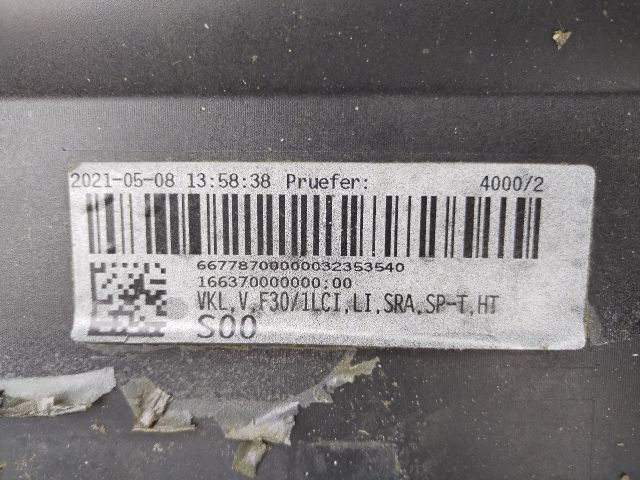 2021-05-08 13:58:38 Pruefer: 4000/2
66778700000032353540
166370000000;00
VKL,V,F30/1LCI,LI,SRA,SP-T,HT
S00